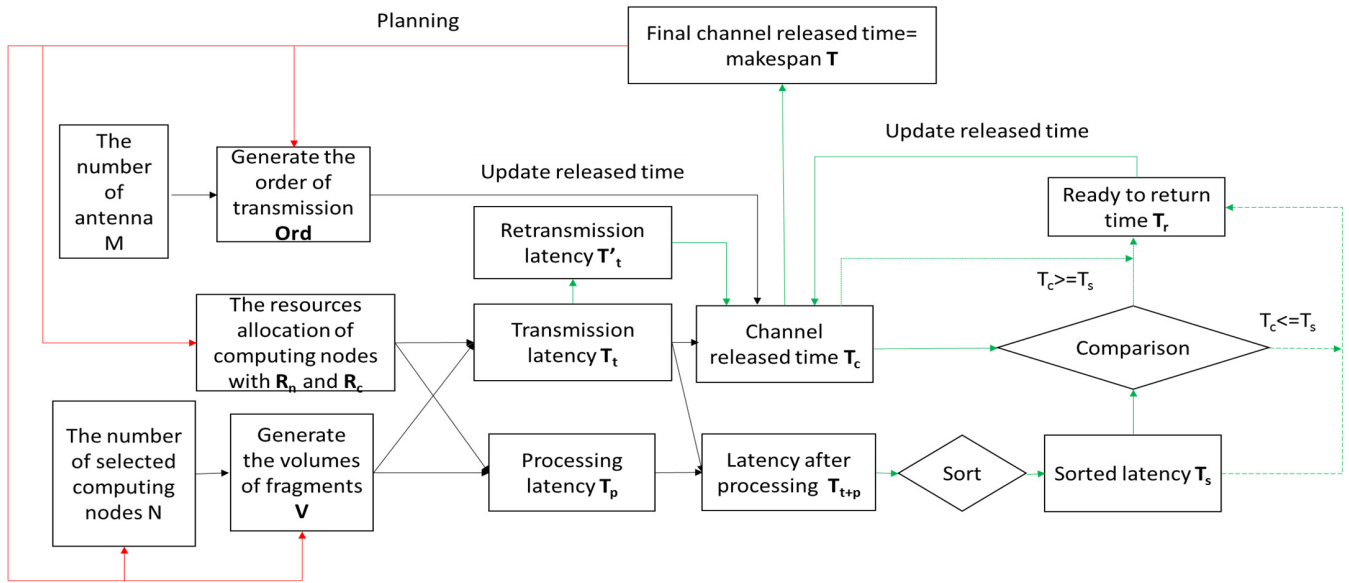 Planning
Final channel released time=
makespan T
Update released time
The
number
of
antenna
M
Generate the
order of
transmission
Ord
Update released time
Ready to return
time Tr
Retransmission
latency T’t
Tc>=Ts
The resources
allocation of
computing nodes
with Rn and Rc
Transmission
latency Tt
Channel
released time Tc
Comparison
Tc<=Ts
The number
of selected
computing
nodes N
Generate
the volumes
of fragments
V
Processing
latency Tp
Latency after
processing Tt+p
Sort
Sorted latency Ts